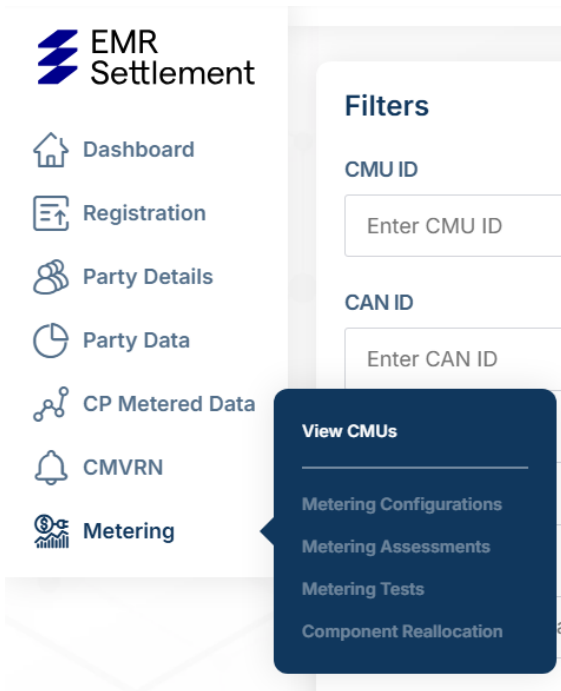 EMR
Settlement
Dashboard
Registration
Party Details
Party Data
CP Metered Data
CMVRN
Metering
Filters
CMU ID
Enter CMU ID
CAN ID
Enter CAN ID
View CMUs
Metering Configurations
Metering Assessments
Metering Tests
Component Reallocation